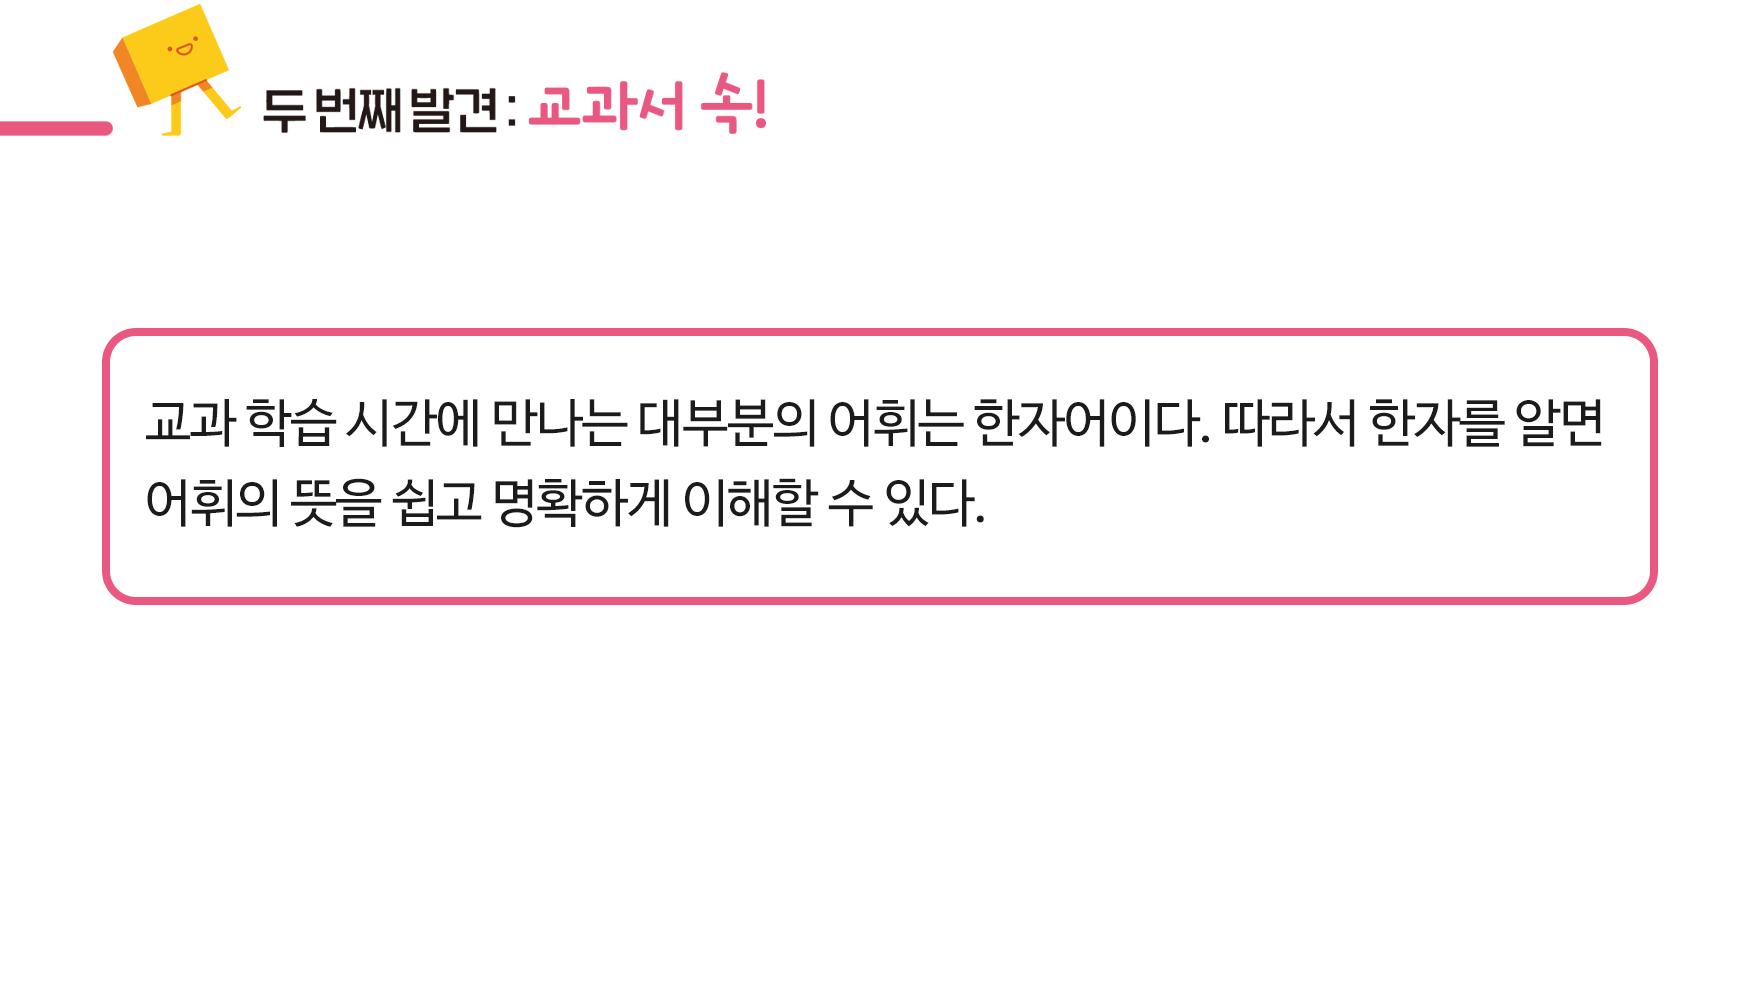 두 번째 발견 : 교과서 속!
교과 학습 시간에 만나는 대부분의 어휘는 한자어이다. 따라서 한자를 알면
어휘의 뜻을 쉽고 명확하게 이해할 수 있다.